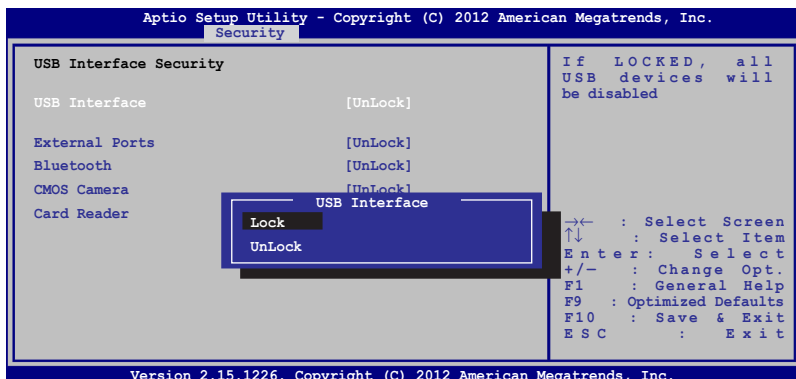 Aptio Setup Utility - Copyright (C) 2012 American Megatrends, Inc.
Security
USB Interface Security
USB Interface [UnLock]
External Ports [UnLock]
Bluetooth [UnLock]
CMOS Camera [UnLock]
Card Reader
USB Interface
Lock
UnLock
If LOCKED, all
USB devices will
be disabled
→← : Select Screen
↑↓ : Select Item
Enter: Select
+/— : Change Opt.
F1 : General Help
F9 : Optimized Defaults
F10 : Save & Exit
ESC : Exit
Version 2.15.1226. Copyright (C) 2012 American Megatrends, Inc.